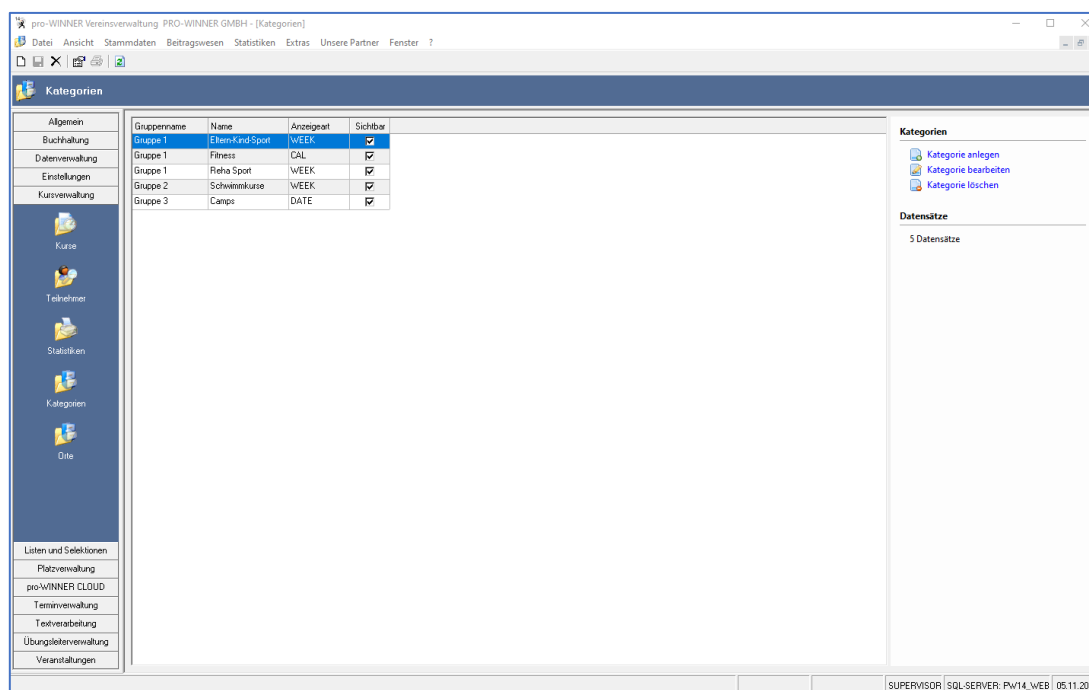 pro-WINNER Vereinsverwaltung PRO-WINNER GMBH - [Kategorien]
Datei Ansicht Stammdaten Beitragswesen Statistiken Extras Unsere Partner Fenster ?
Kategorien
Allgemein
Buchhaltung
Datenverwaltung
Einstellungen
Kursverwaltung
Kurse
Teilnehmer
Statistiken
Kategorien
Orte
Listen und Selektionen
Platzverwaltung
pro-WINNER CLOUD
Terminverwaltung
Textverarbeitung
Übungsleiterverwaltung
Veranstaltungen
Gruppenname Name Anzeigeart Sichtbar
Gruppe 1 Eltern-Kind-Sport WEEK
Gruppe 1 Fitness CAL
Gruppe 1 Reha Sport WEEK
Gruppe 2 Schwimmkurse WEEK
Gruppe 3 Camps DATE
Kategorien
Kategorie anlegen
Kategorie bearbeiten
Kategorie löschen
Datensätze
5 Datensätze
SUPERVISOR SQL-SERVER: PW14_WEB 05.11.20